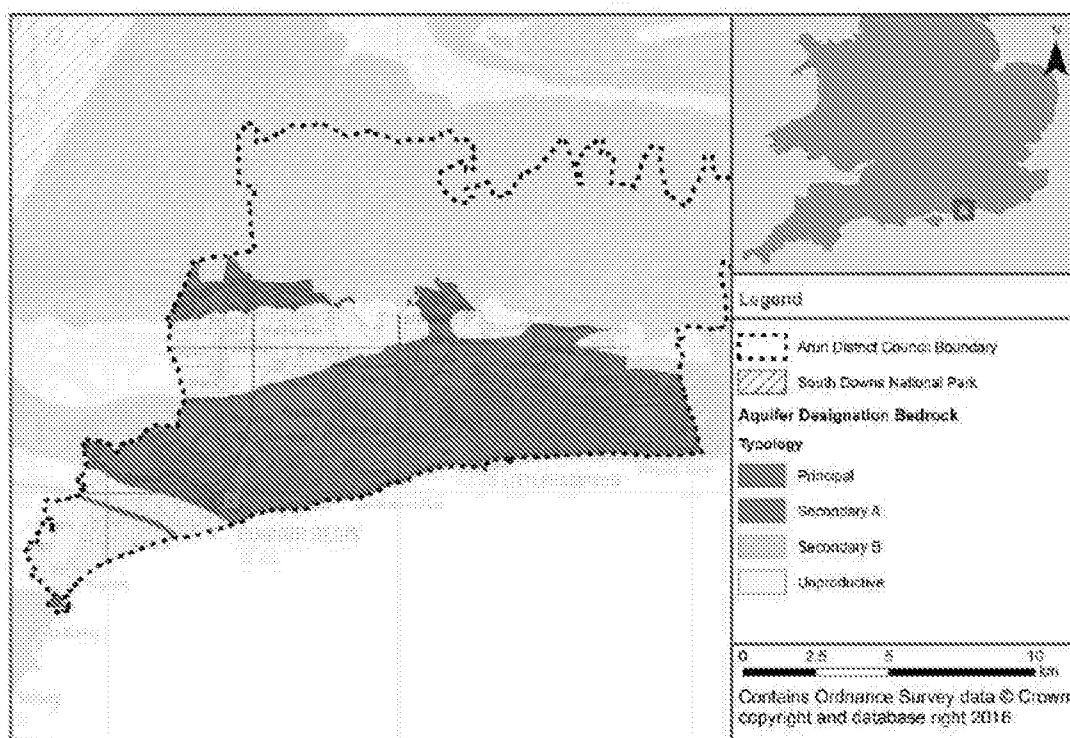 N
Legend
Arun District Council Boundary
South Downs National Park
Aquifer Designation Bedrock
Typology
Principal
Secondary A
Secondary B
Unproductive
0 2.5 5 10
km
Contains Ordnance Survey data © Crown
copyright and database right 2016